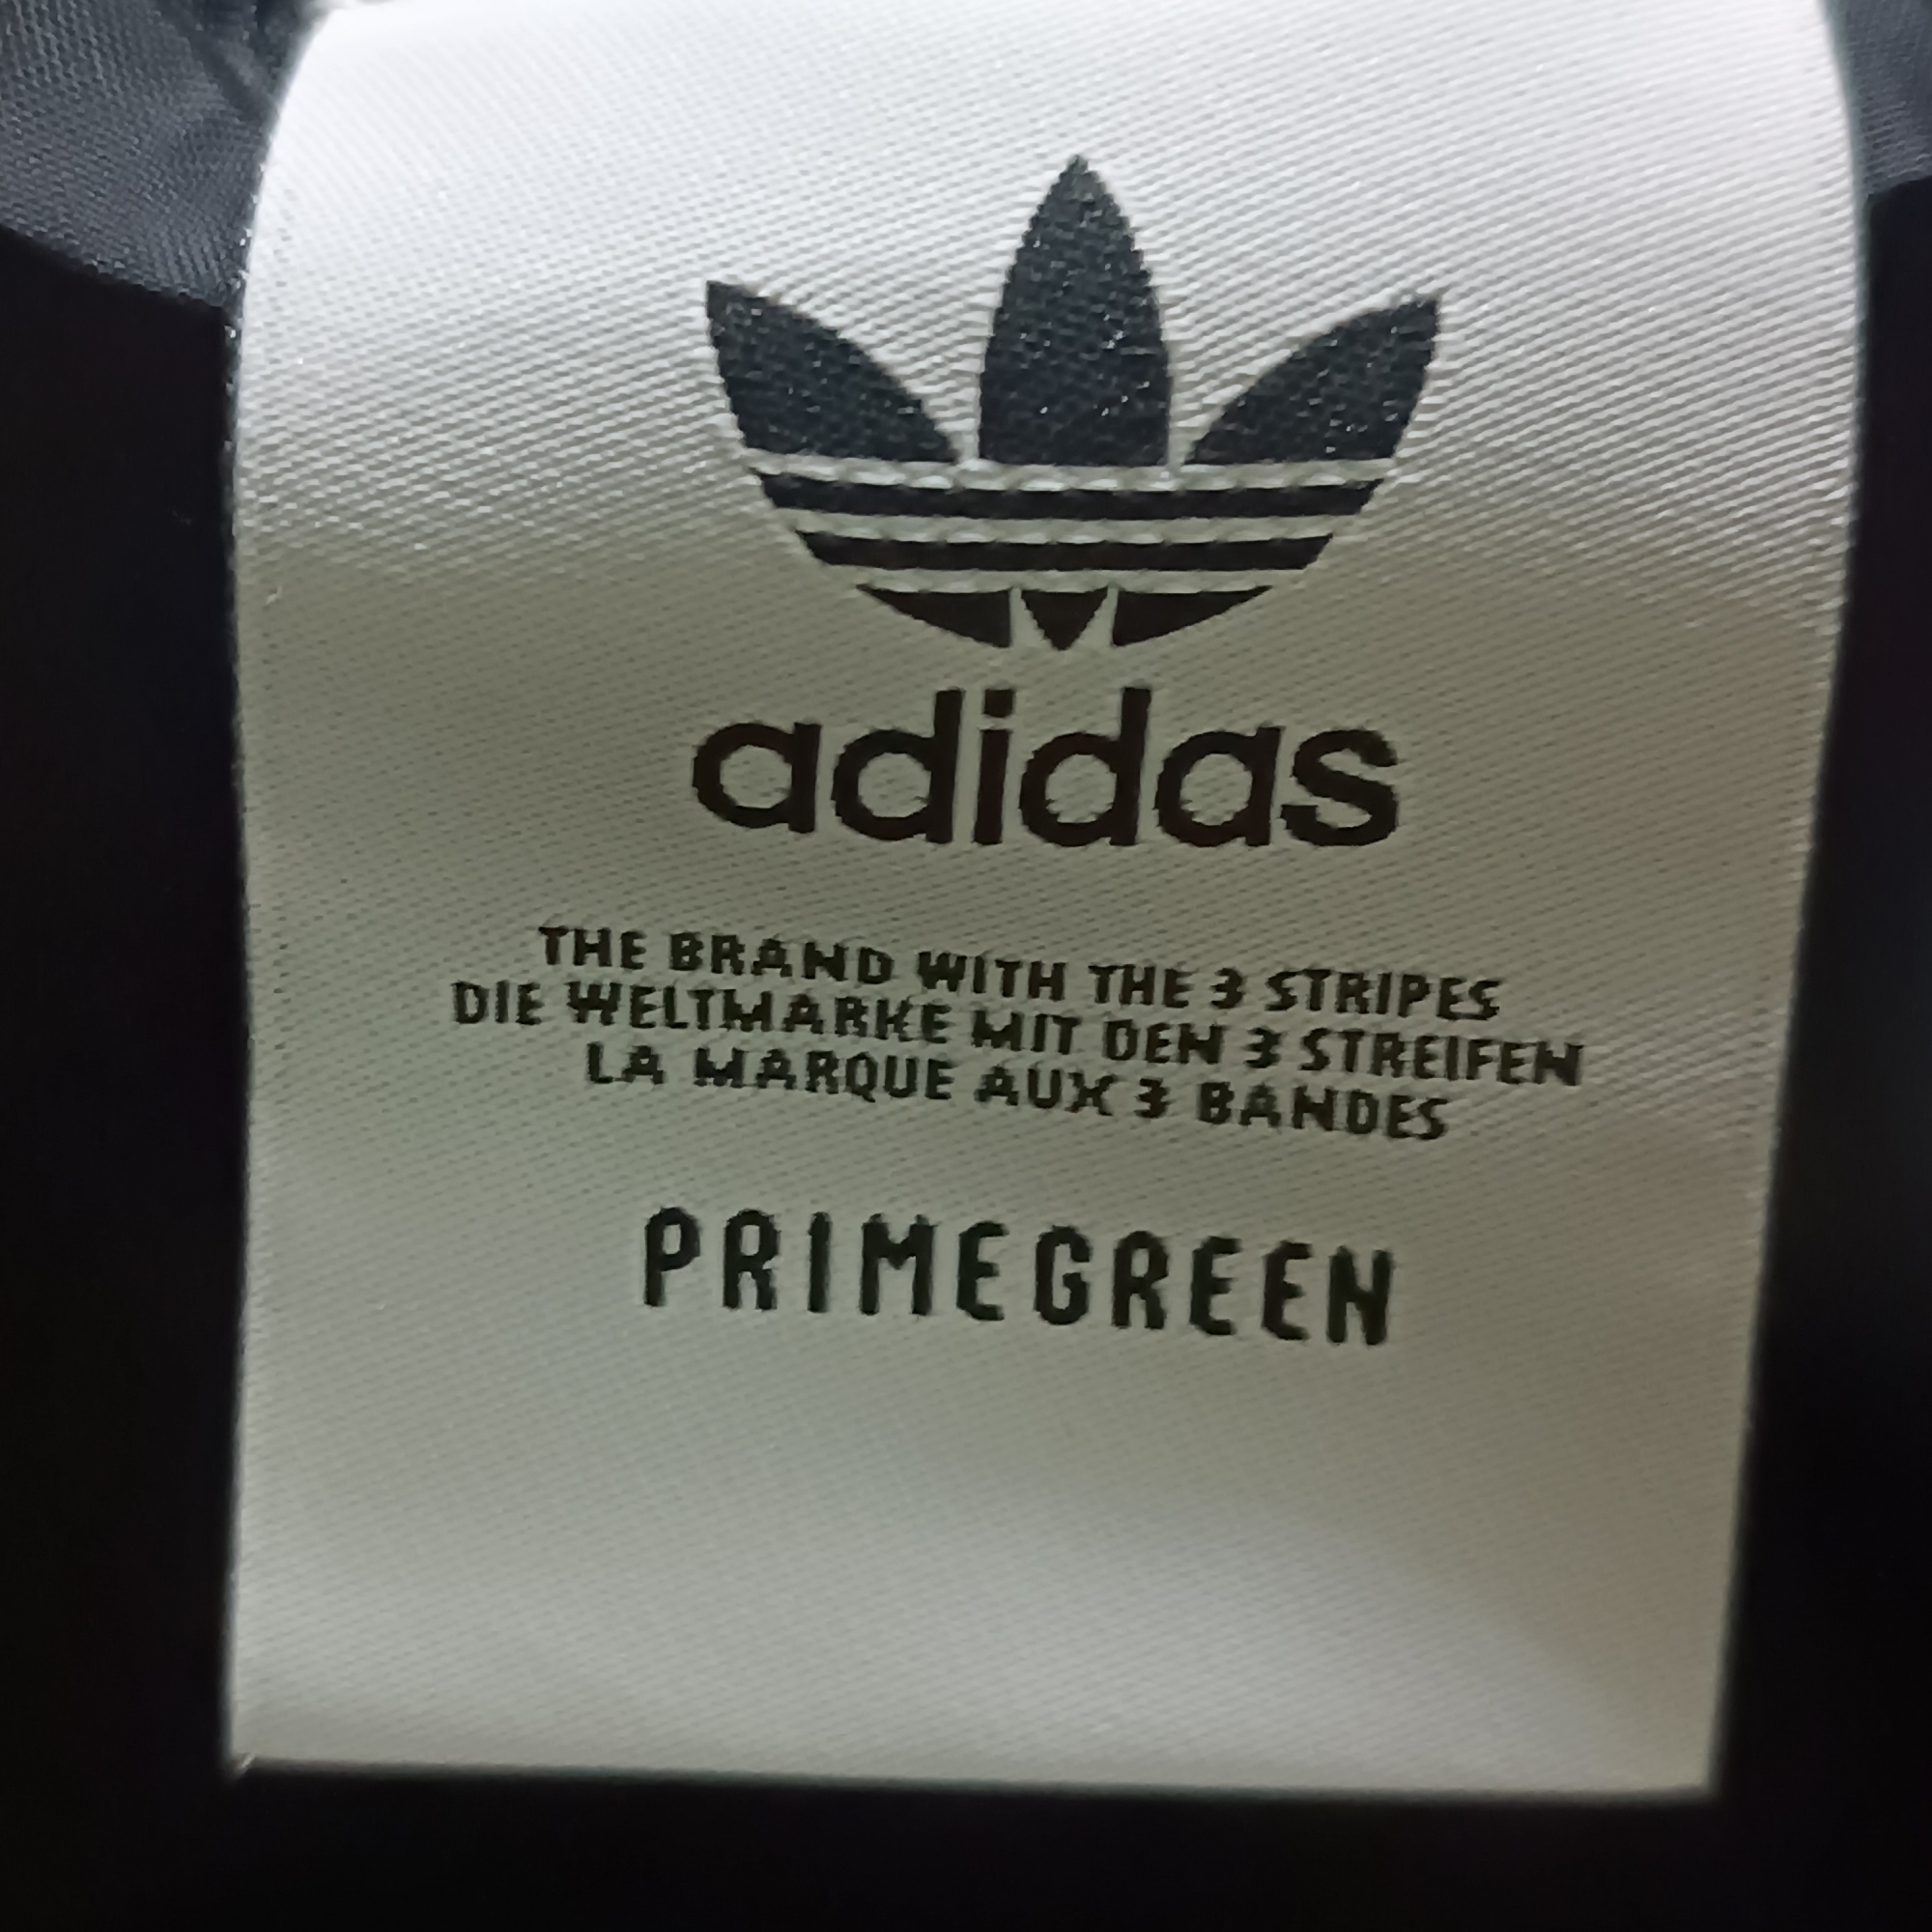 adidas
THE BRAND WITH THE 3 STRIPES
DIE WELTMARKE MIT DEN 3 STREIFEN
LA MARQUE AUX 3 BANDES
PRIMEGREEN